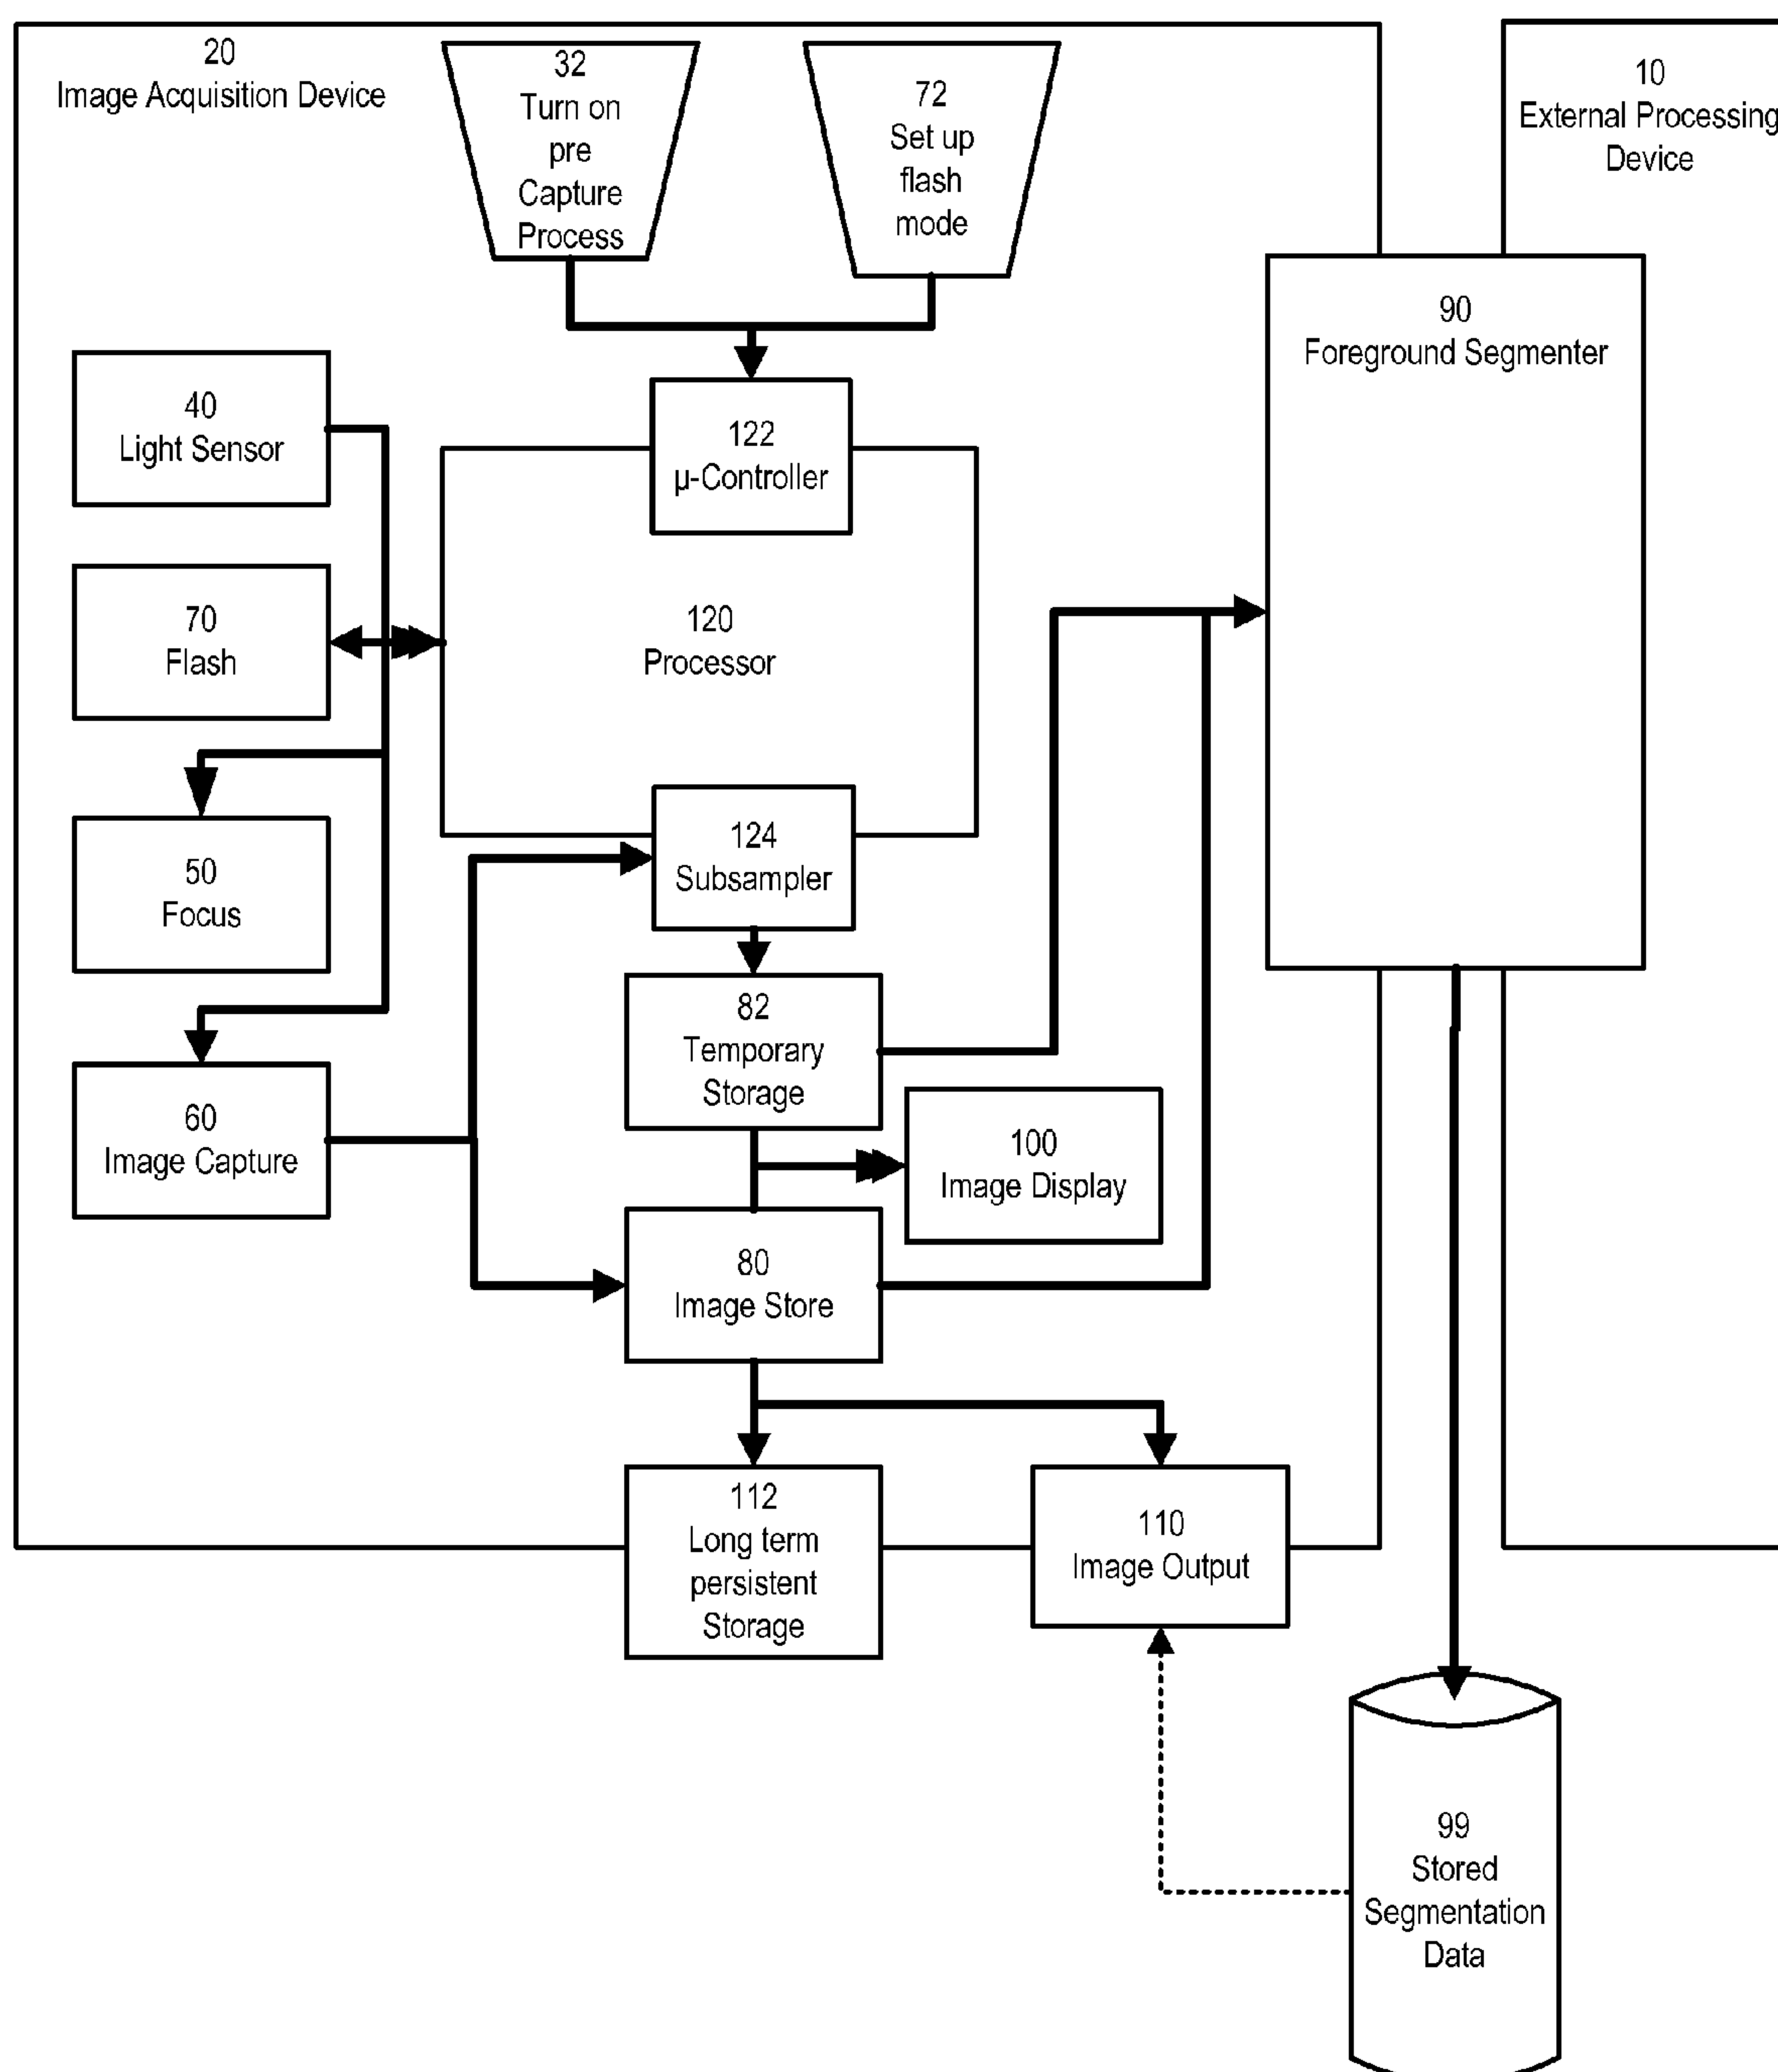 20
Image Acquisition Device
32
Turn on
pre
Capture
Process
72
Set up
flash
mode
10
External Processing
Device
90
Foreground Segmenter
40
Light Sensor
122
µ-Controller
70
Flash
120
Processor
50
Focus
124
Subsampler
82
Temporary
Storage
60
Image Capture
100
Image Display
80
Image Store
112
Long term
persistent
Storage
110
Image Output
99
Stored
Segmentation
Data